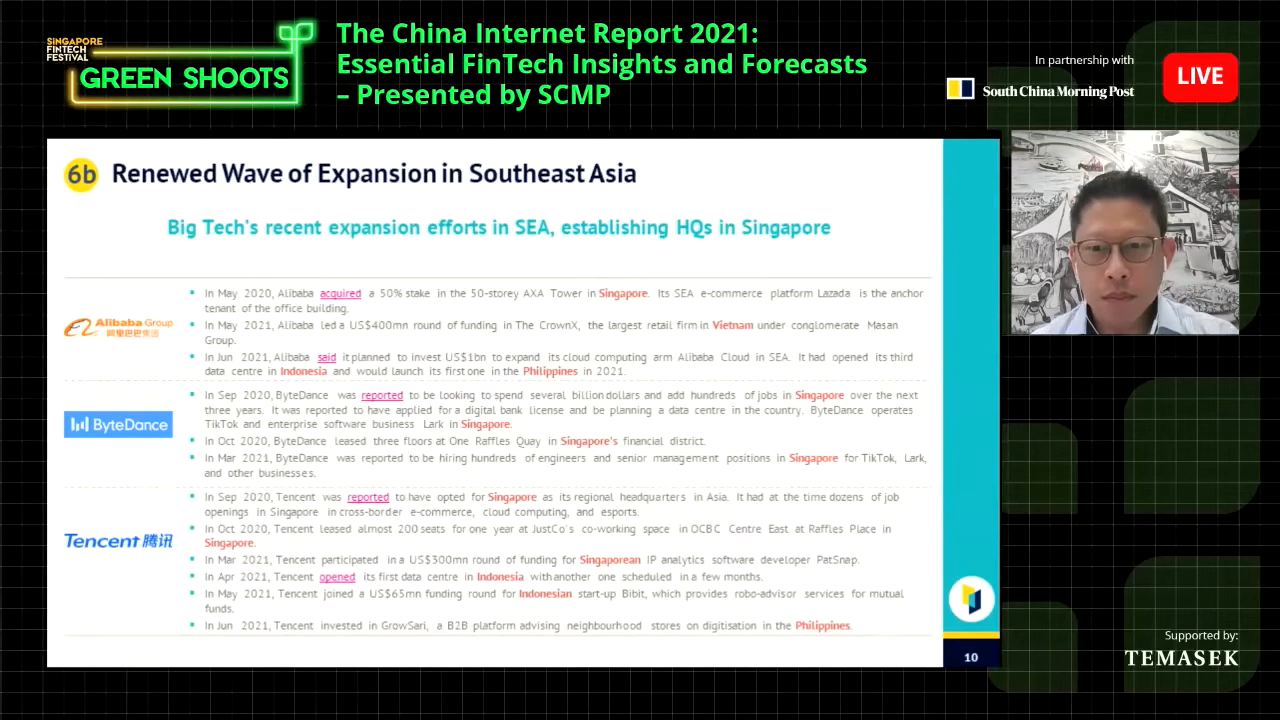 SINGAPORE
FINTECH
FESTIVAL
GREEN SHOOTS
The China Internet Report 2021:
Essential FinTech Insights and Forecasts
– Presented by SCMP
In partnership with
South China Morning Post
LIVE
6b Renewed Wave of Expansion in Southeast Asia
Big Tech's recent expansion efforts in SEA, establishing HQs in Singapore
Alibaba Group
阿里巴巴集团
In May 2020, Alibaba acquired a 50% stake in the 50-storey AXA Tower in Singapore. Its SEA e-commerce platform Lazada is the anchor
tenant of the office building.
In May 2021, Alibaba led a US$400mn round of funding in The CrownX, the largest retail firm in Vietnam under conglomerate Masan
Group.
In Jun 2021, Alibaba said it planned to invest US$1bn to expand its cloud computing arm Alibaba Cloud in SEA. It had opened its third
data centre in Indonesia and would launch its first one in the Philippines in 2021.
ByteDance
In Sep 2020, ByteDance was reported to be looking to spend several billion dollars and add hundreds of jobs in Singapore over the next
three years. It was reported to have applied for a digital bank license and be planning a data centre in the country. ByteDance operates
TikTok and enterprise software business Lark in Singapore.
In Oct 2020, ByteDance leased three floors at One Raffles Quay in Singapore's financial district.
In Mar 2021, ByteDance was reported to be hiring hundreds of engineers and senior management positions in Singapore for TikTok, Lark,
and other businesses.
Tencent 腾讯
In Sep 2020, Tencent was reported to have opted for Singapore as its regional headquarters in Asia. It had at the time dozens of job
openings in Singapore in cross-border e-commerce, cloud computing, and esports.
In Oct 2020, Tencent leased almost 200 seats for one year at JustCo's co-working space in OCBC Centre East at Raffles Place in
Singapore.
In Mar 2021, Tencent participated in a US$300mn round of funding for Singaporean IP analytics software developer PatSnap.
In Apr 2021, Tencent opened its first data centre in Indonesia with another one scheduled in a few months.
In May 2021, Tencent joined a US$65mn funding round for Indonesian start-up Bibit, which provides robo-advisor services for mutual
funds.
In Jun 2021, Tencent invested in GrowSari, a B2B platform advising neighbourhood stores on digitisation in the Philippines.
10
Supported by:
TEMASEK